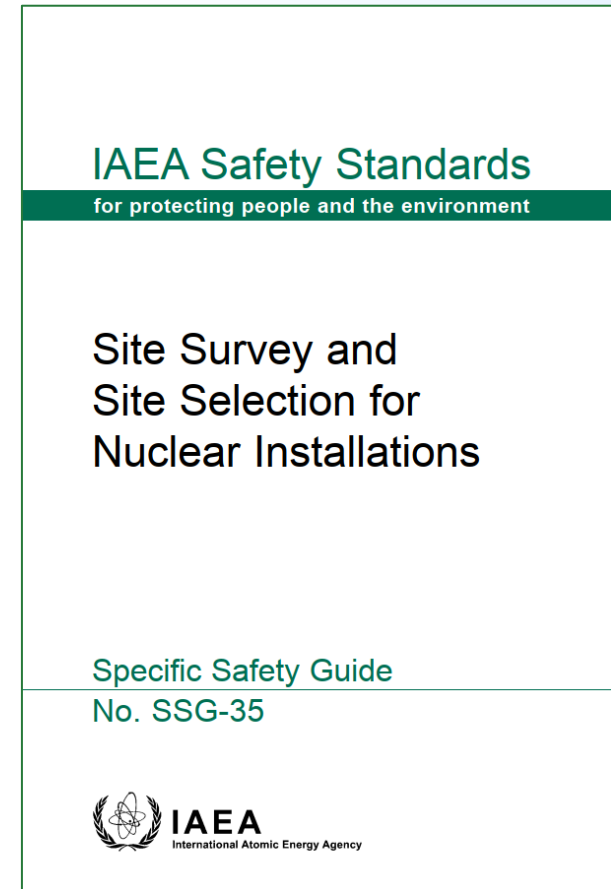 IAEA Safety Standards
for protecting people and the environment
Site Survey and
Site Selection for
Nuclear Installations
Specific Safety Guide
No. SSG-35
IAEA
International Atomic Energy Agency